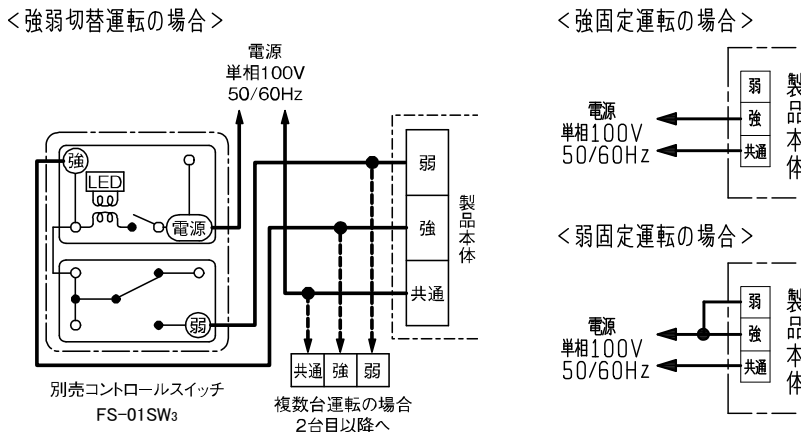 ＜強弱切替運転の場合＞
電源
単相100V
50/60Hz
強
LED
電源
弱
弱
強
共通
製品本体
共通 強 弱
別売コントロールスイッチ
FS-01SW3
複数台運転の場合
2台目以降へ
＜強固定運転の場合＞
電源
単相100V
50/60Hz
弱
強
共通
製品本体
＜弱固定運転の場合＞
電源
単相100V
50/60Hz
弱
強
共通
製品本体